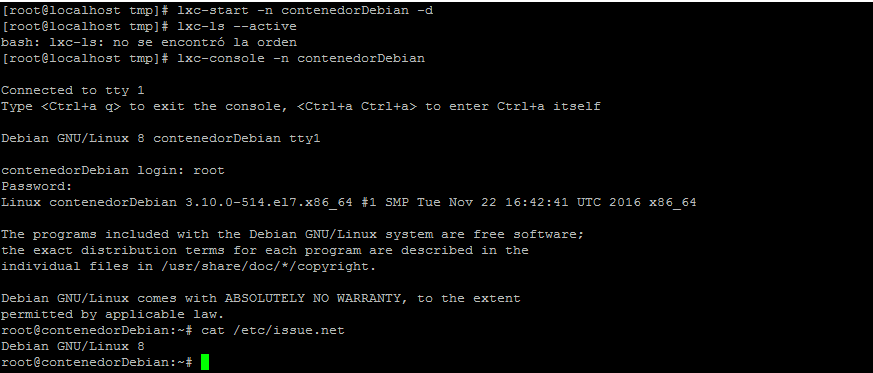 [root@localhost tmp]# lxc-start -n contenedorDebian -d
[root@localhost tmp]# lxc-ls --active
bash: lxc-ls: no se encontró la orden
[root@localhost tmp]# lxc-console -n contenedorDebian
Connected to tty 1
Type <Ctrl+a q> to exit the console, <Ctrl+a Ctrl+a> to enter Ctrl+a itself
Debian GNU/Linux 8 contenedorDebian tty1
contenedorDebian login: root
Password:
Linux contenedorDebian 3.10.0-514.el7.x86_64 #1 SMP Tue Nov 22 16:42:41 UTC 2016 x86_64
The programs included with the Debian GNU/Linux system are free software;
the exact distribution terms for each program are described in the
individual files in /usr/share/doc/*/copyright.
Debian GNU/Linux comes with ABSOLUTELY NO WARRANTY, to the extent
permitted by applicable law.
root@contenedorDebian:~# cat /etc/issue.net
Debian GNU/Linux 8
root@contenedorDebian:~#